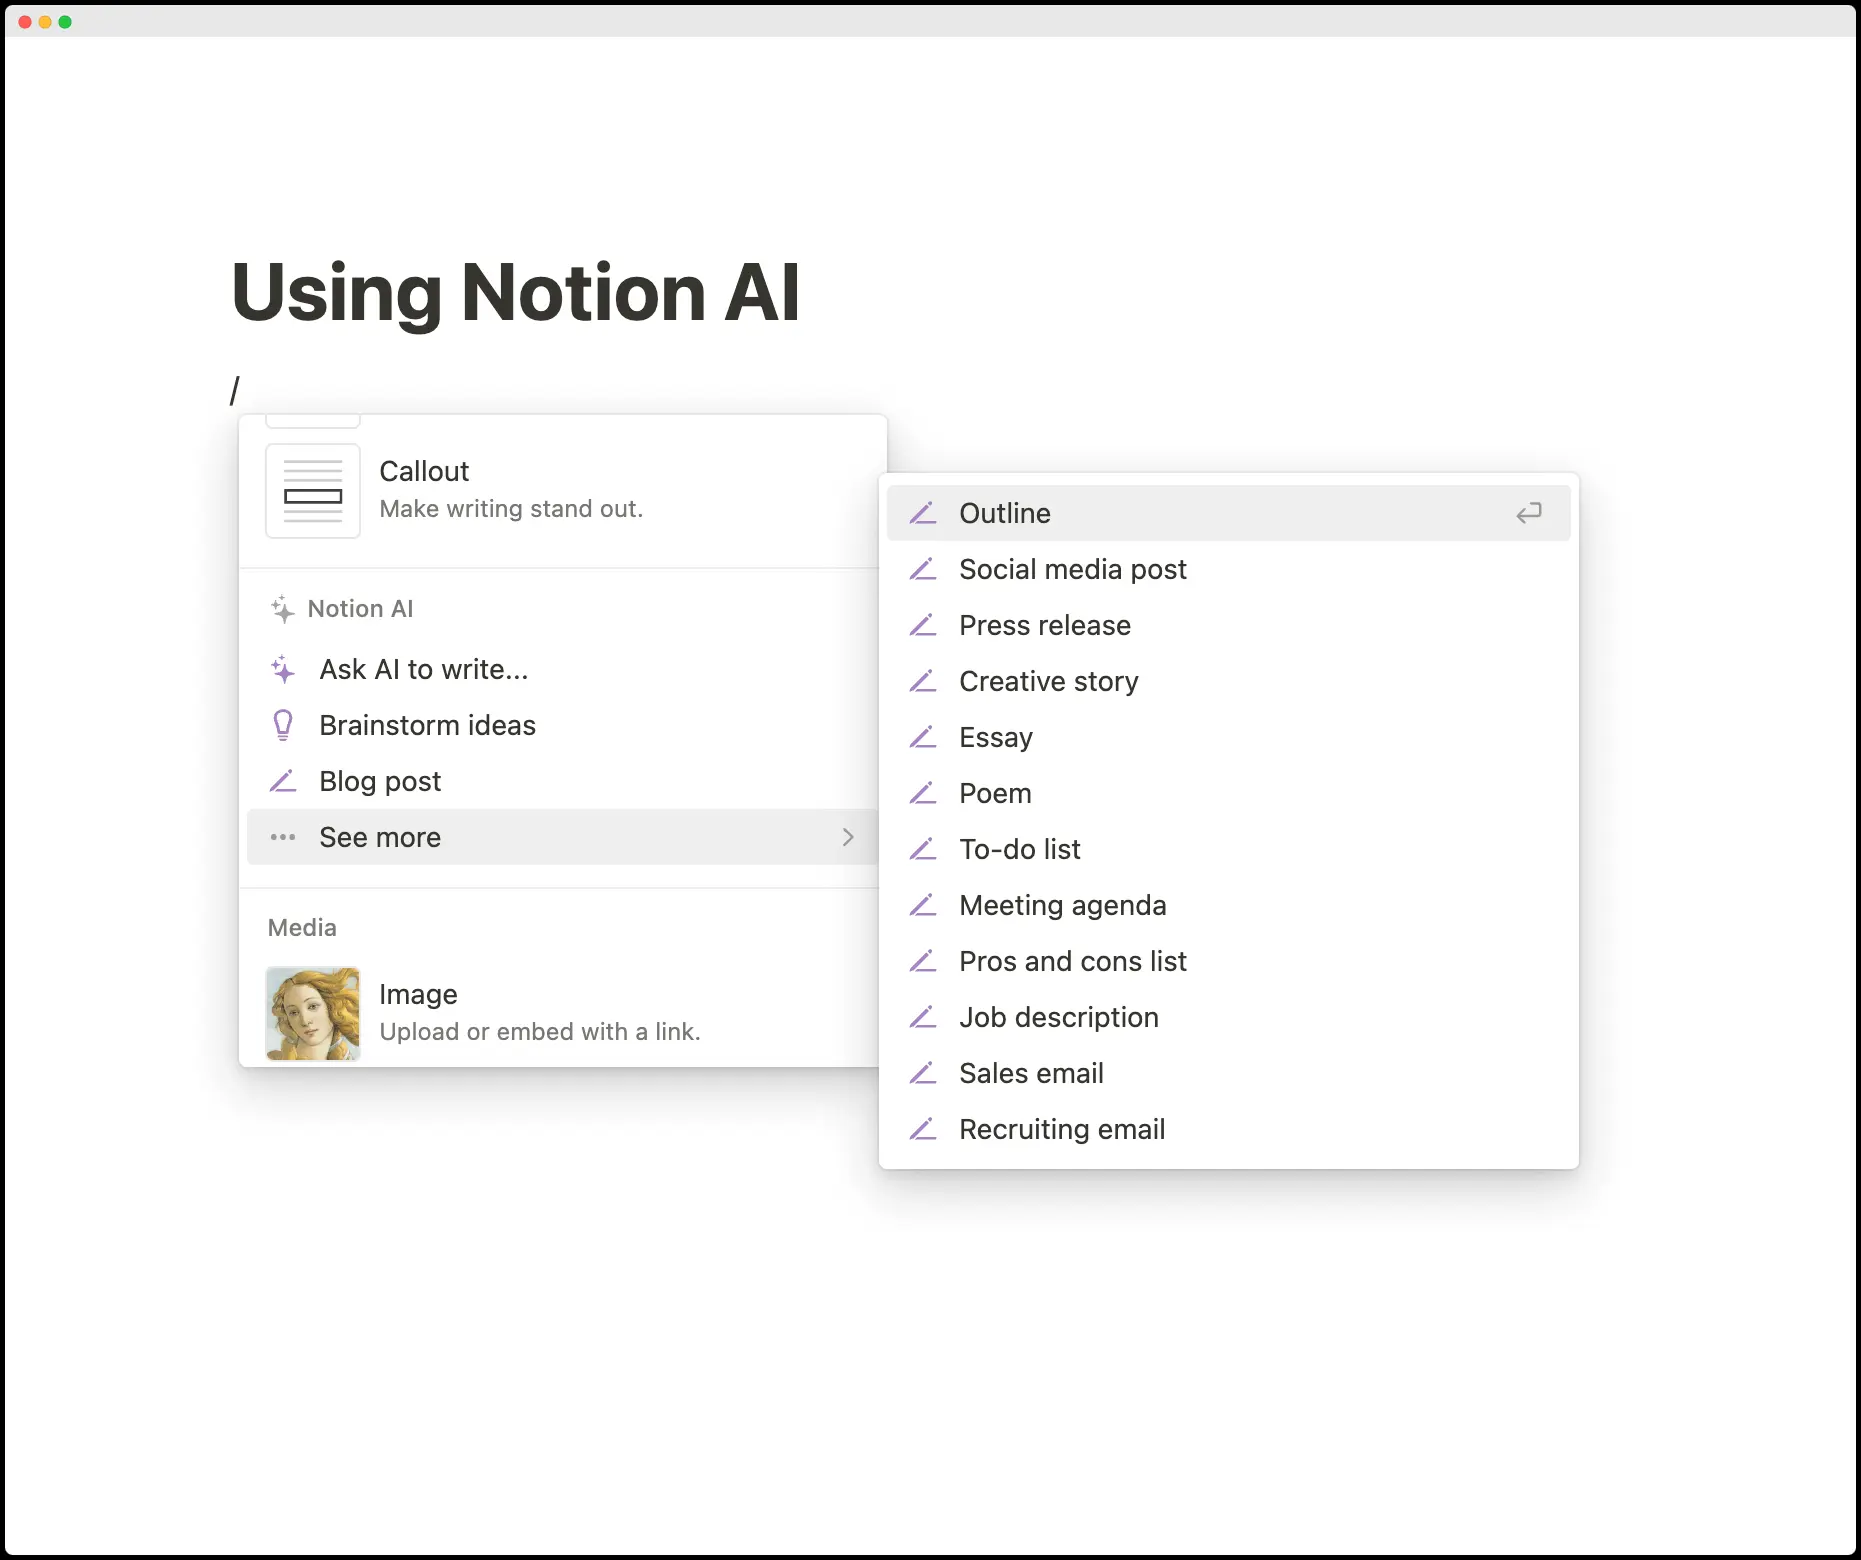 Using Notion AI
/
Callout
Make writing stand out.
Notion AI
Ask AI to write...
Brainstorm ideas
Blog post
See more
Media
Image
Upload or embed with a link.
Outline
Social media post
Press release
Creative story
Essay
Poem
To-do list
Meeting agenda
Pros and cons list
Job description
Sales email
Recruiting email